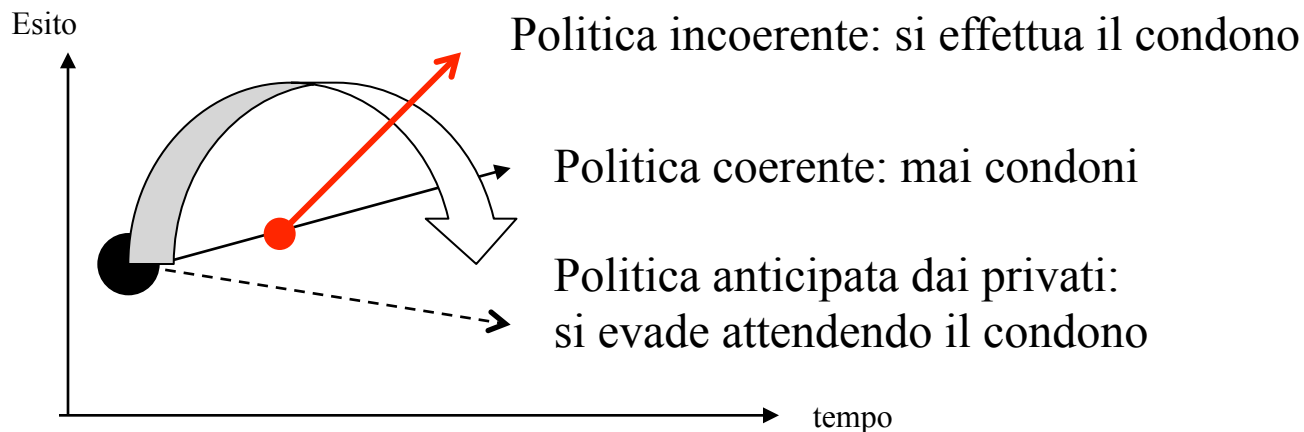 Esito
Politica incoerente: si effettua il condono
Politica coerente: mai condoni
Politica anticipata dai privati:
si evade attendendo il condono
tempo